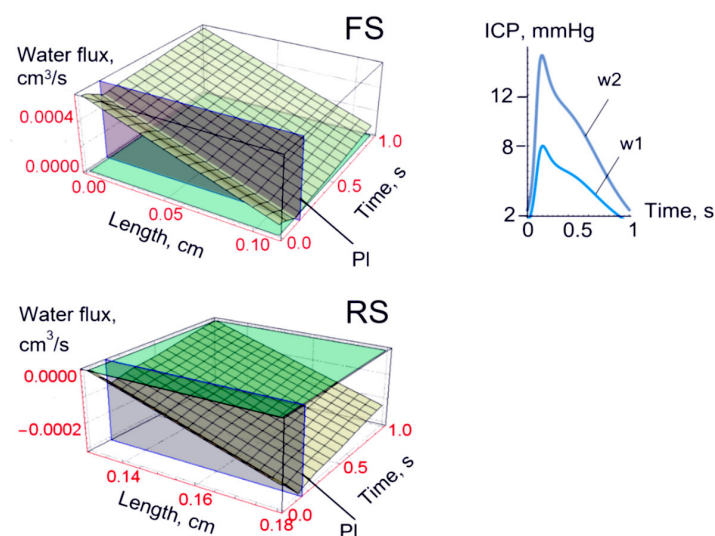 FS
Water flux,
cm³/s
0.0004
0.0000
0.00
0.05
0.10
Length, cm
0.0
0.5
1.0
Time, s
Pl
ICP, mmHg
12
8
2
w2
w1
0
0.5
1
Time, s
RS
Water flux,
cm³/s
0.0000
−0.0002
0.14
0.16
0.18
Length, cm
0.0
0.5
1.0
Time, s
Pl